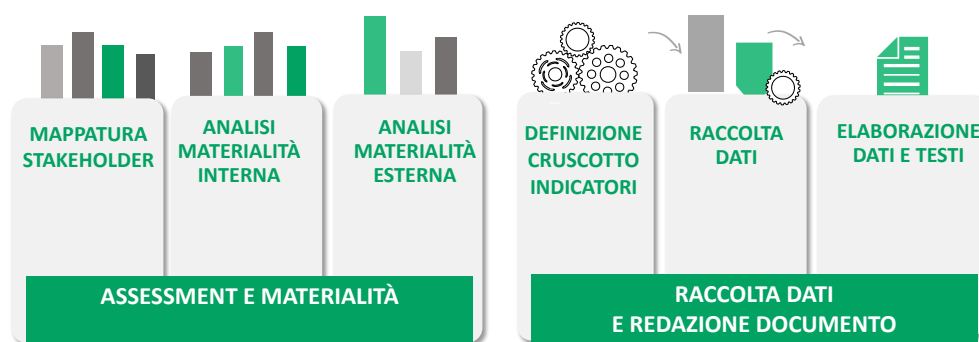 MAPPATURA
STAKEHOLDER
ANALISI
MATERIALITÀ
INTERNA
ANALISI
MATERIALITÀ
ESTERNA
DEFINIZIONE
CRUSCOTTO
INDICATORI
RACCOLTA
DATI
ELABORAZIONE
DATI E TESTI
ASSESSMENT E MATERIALITÀ
RACCOLTA DATI
E REDAZIONE DOCUMENTO